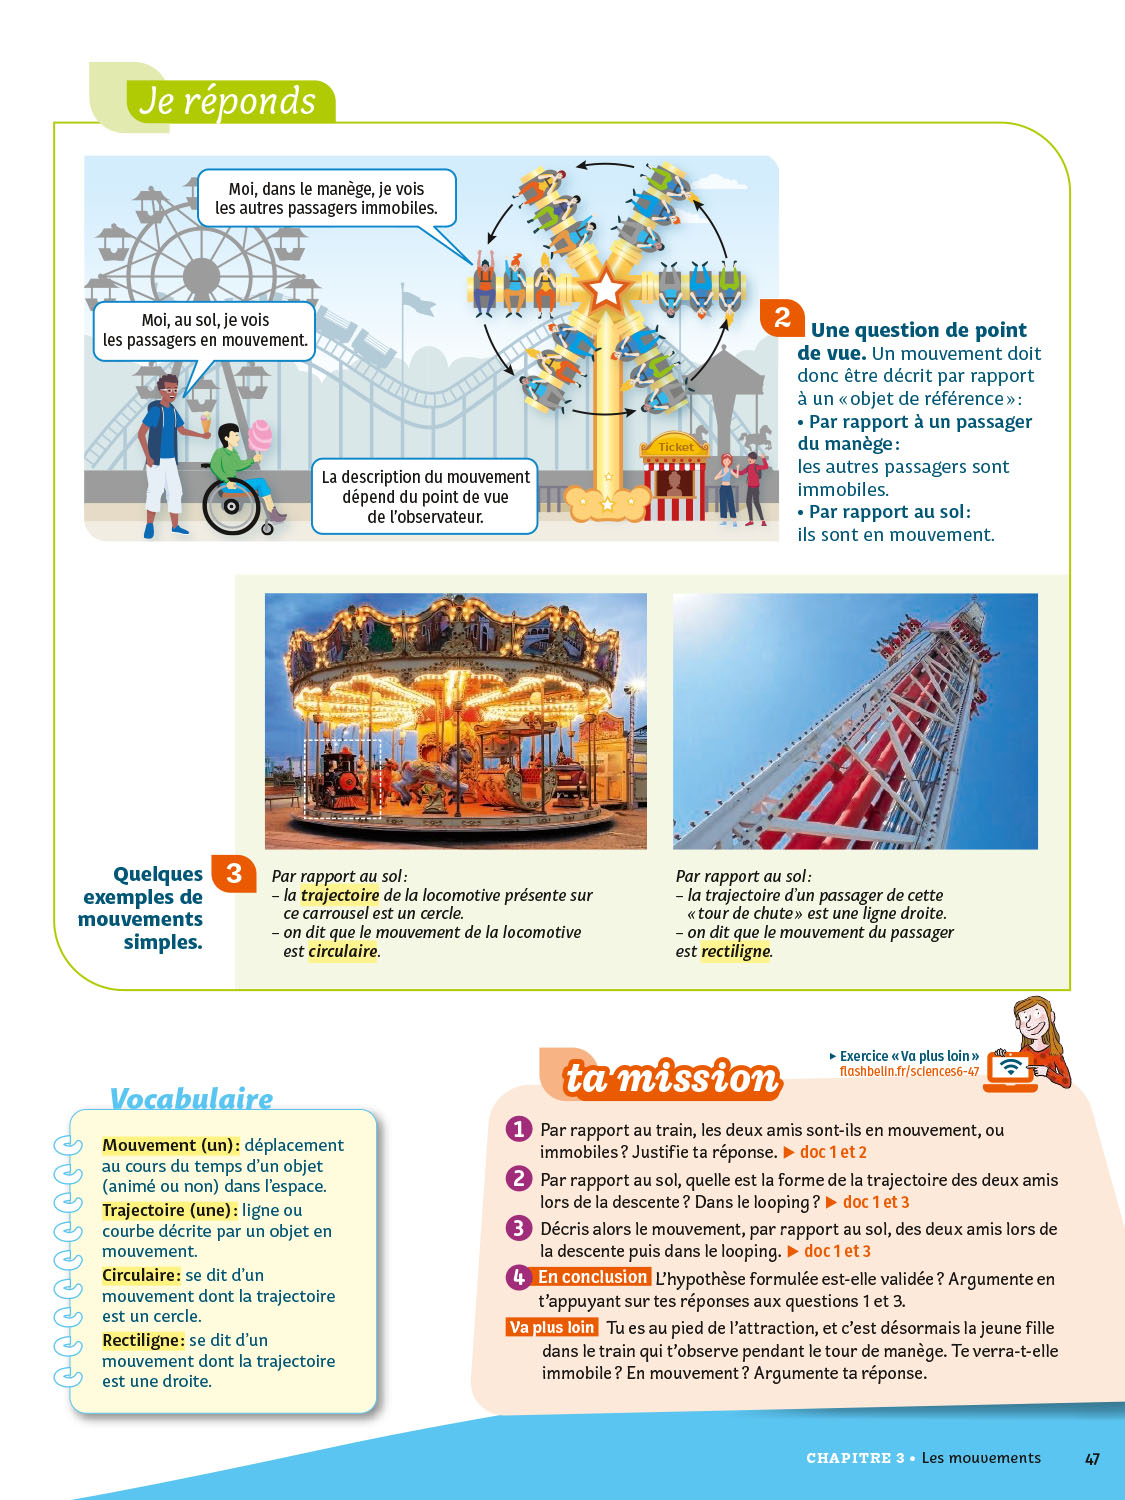 Je réponds
Moi, dans le manège, je vois
les autres passagers immobiles.
Moi, au sol, je vois
les passagers en mouvement.
La description du mouvement
dépend du point de vue
de l'observateur.
Ticket
2 Une question de point
de vue. Un mouvement doit
donc être décrit par rapport
à un « objet de référence » :
• Par rapport à un passager
du manège :
les autres passagers sont
immobiles.
• Par rapport au sol :
ils sont en mouvement.
Quelques
exemples de
mouvements
simples.
3
Par rapport au sol :
– la trajectoire de la locomotive présente sur
ce carrousel est un cercle.
– on dit que le mouvement de la locomotive
est circulaire.
Par rapport au sol :
– la trajectoire d'un passager de cette
« tour de chute » est une ligne droite.
– on dit que le mouvement du passager
est rectiligne.
Vocabulaire
Mouvement (un) : déplacement
au cours du temps d'un objet
(animé ou non) dans l'espace.
Trajectoire (une) : ligne ou
courbe décrite par un objet en
mouvement.
Circulaire : se dit d'un
mouvement dont la trajectoire
est un cercle.
Rectiligne : se dit d'un
mouvement dont la trajectoire
est une droite.
ta mission
▸ Exercice « Va plus loin »
flashbelin.fr/sciences6-47
1 Par rapport au train, les deux amis sont-ils en mouvement, ou
immobiles ? Justifie ta réponse. ▶ doc 1 et 2
2 Par rapport au sol, quelle est la forme de la trajectoire des deux amis
lors de la descente ? Dans le looping ? ▶ doc 1 et 3
3 Décris alors le mouvement, par rapport au sol, des deux amis lors de
la descente puis dans le looping. ▶ doc 1 et 3
4 En conclusion L'hypothèse formulée est-elle validée ? Argumente en
t'appuyant sur tes réponses aux questions 1 et 3.
Va plus loin Tu es au pied de l'attraction, et c'est désormais la jeune fille
dans le train qui t'observe pendant le tour de manège. Te verra-t-elle
immobile ? En mouvement ? Argumente ta réponse.
CHAPITRE 3 • Les mouvements
47